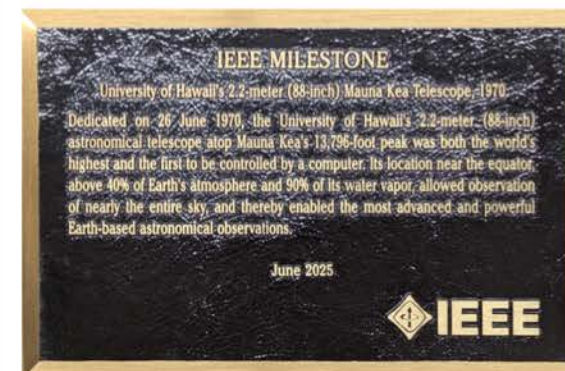 IEEE MILESTONE
University of Hawaii's 2.2-meter (88-inch) Mauna Kea Telescope, 1970
Dedicated on 26 June 1970, the University of Hawaii's 2.2-meter (88-inch)
astronomical telescope atop Mauna Kea's 13,796-foot peak was both the world's
highest and the first to be controlled by a computer. Its location near the equator,
above 40% of Earth's atmosphere and 90% of its water vapor, allowed observation
of nearly the entire sky, and thereby enabled the most advanced and powerful
Earth-based astronomical observations.
June 2025
IEEE